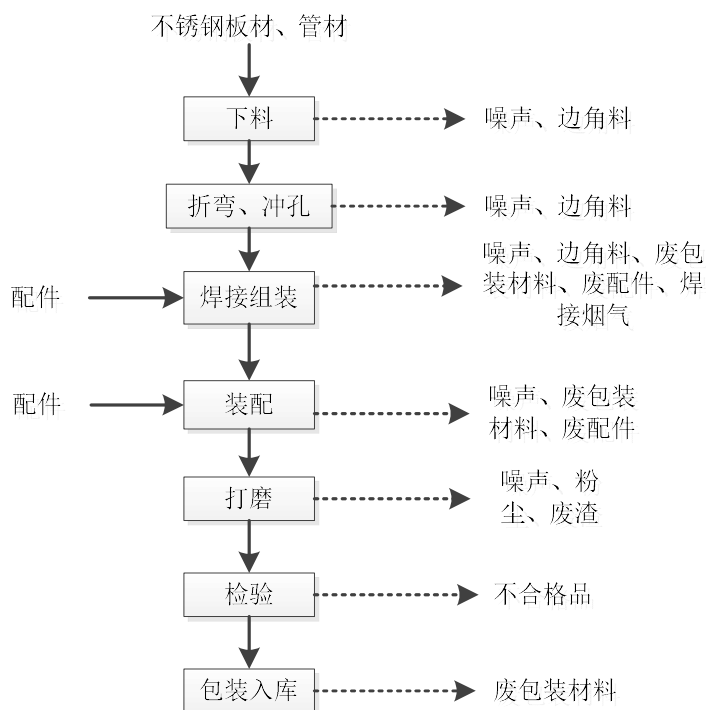 不锈钢板材、管材
下料
噪声、边角料
折弯、冲孔
噪声、边角料
配件
焊接组装
噪声、边角料、废包
装材料、废配件、焊
接烟气
配件
装配
噪声、废包装
材料、废配件
打磨
噪声、粉
尘、废渣
检验
不合格品
包装入库
废包装材料